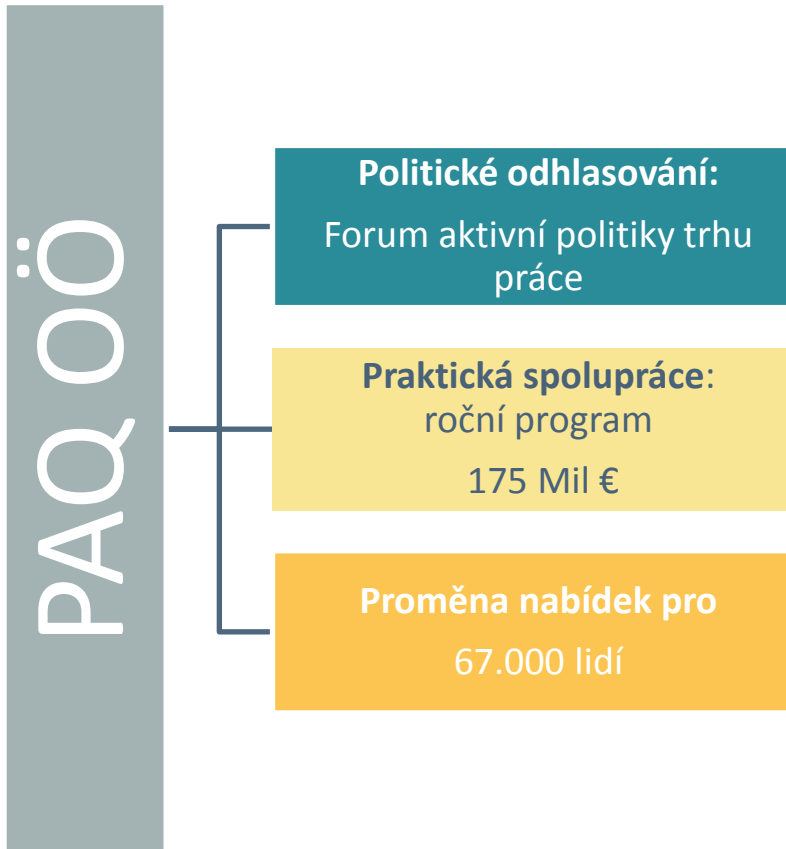 PAQ OÖ
Politické odhlasování:
Forum aktivní politiky trhu
práce
Praktická spolupráce:
roční program
175 Mil €
Proměna nabídek pro
67.000 lidí